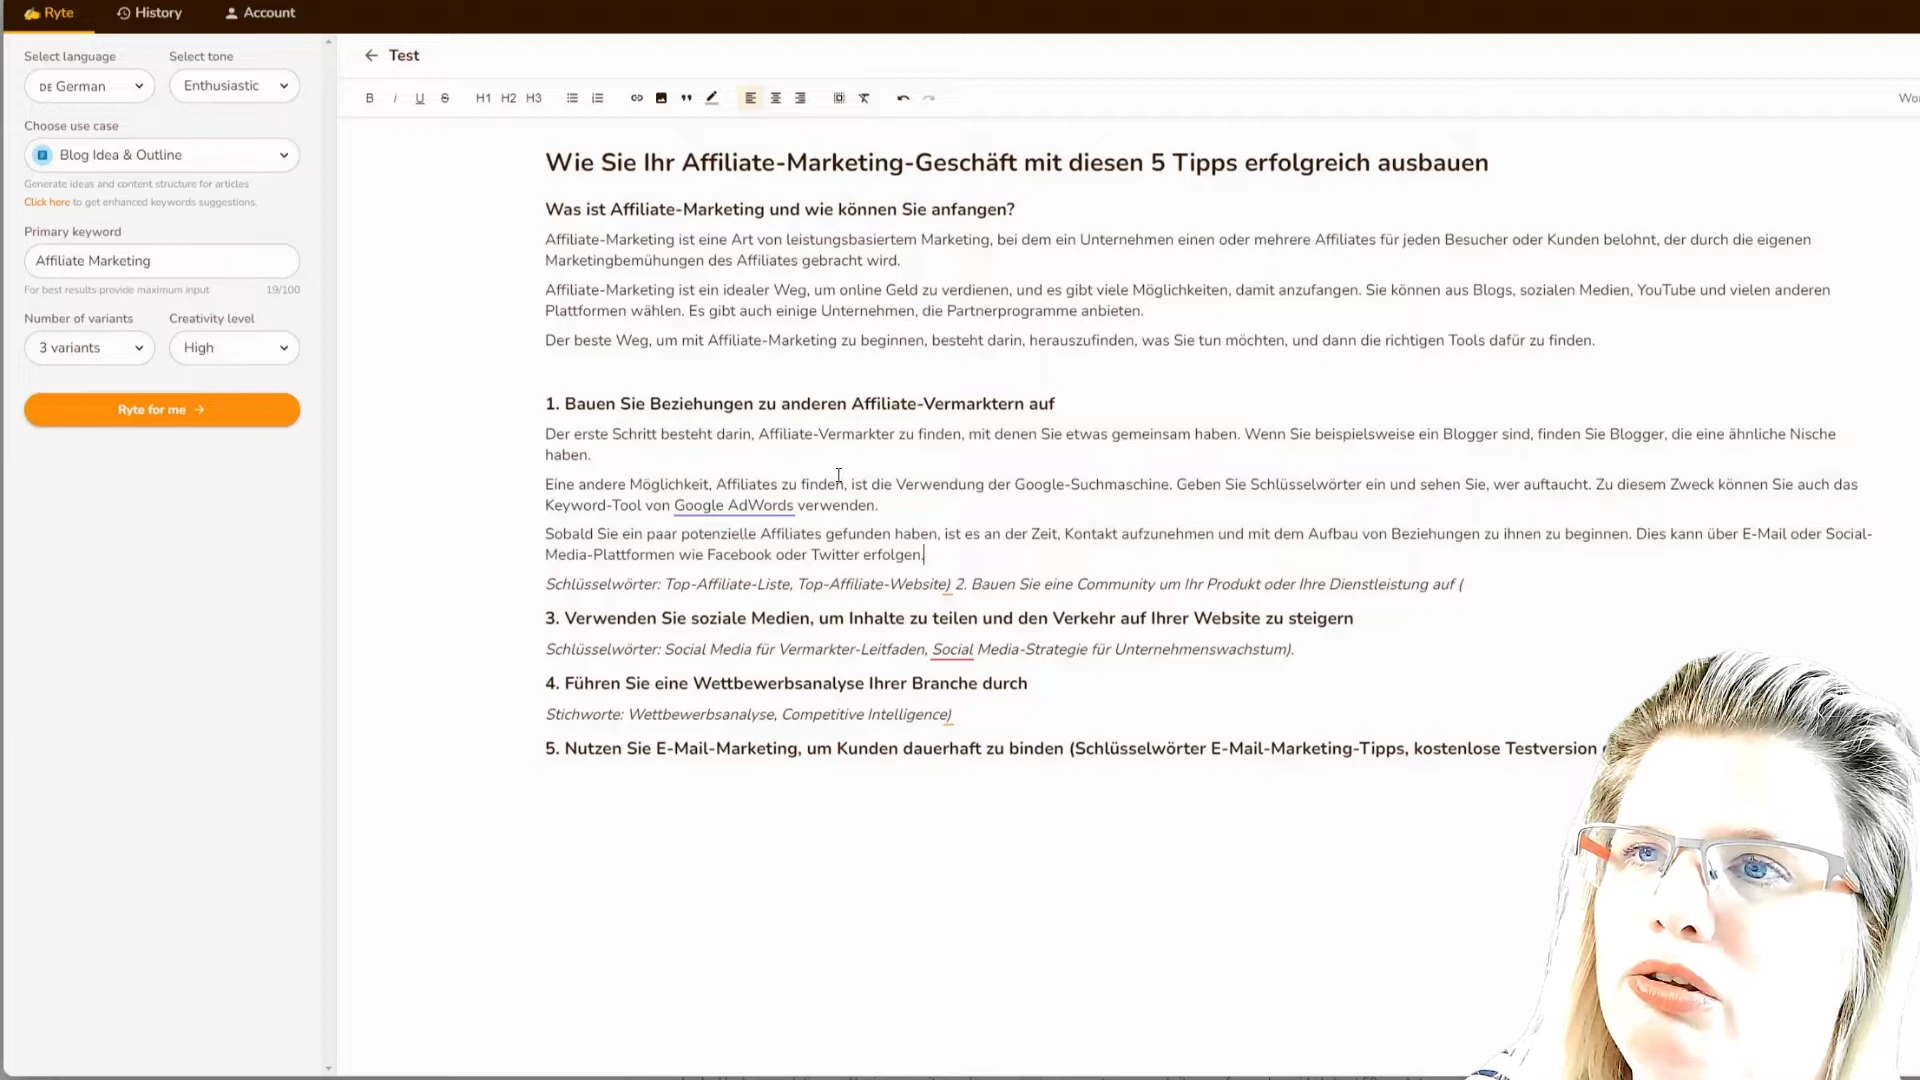 Ryte History Account
Select language Select tone
DE German Enthusiastic
Choose use case
Blog Idea & Outline
Generate ideas and content structure for articles
Click here to get enhanced keywords suggestions.
Primary keyword
Affiliate Marketing
For best results provide maximum input 19/100
Number of variants Creativity level
3 variants High
Ryte for me →
← Test
B i U S H1 H2 H3
Wie Sie Ihr Affiliate-Marketing-Geschäft mit diesen 5 Tipps erfolgreich ausbauen
Was ist Affiliate-Marketing und wie können Sie anfangen?
Affiliate-Marketing ist eine Art von leistungsbasiertem Marketing, bei dem ein Unternehmen einen oder mehrere Affiliates für jeden Besucher oder Kunden belohnt, der durch die eigenen
Marketingbemühungen des Affiliates gebracht wird.
Affiliate-Marketing ist ein idealer Weg, um online Geld zu verdienen, und es gibt viele Möglichkeiten, damit anzufangen. Sie können aus Blogs, sozialen Medien, YouTube und vielen anderen
Plattformen wählen. Es gibt auch einige Unternehmen, die Partnerprogramme anbieten.
Der beste Weg, um mit Affiliate-Marketing zu beginnen, besteht darin, herauszufinden, was Sie tun möchten, und dann die richtigen Tools dafür zu finden.
1. Bauen Sie Beziehungen zu anderen Affiliate-Vermarktern auf
Der erste Schritt besteht darin, Affiliate-Vermarkter zu finden, mit denen Sie etwas gemeinsam haben. Wenn Sie beispielsweise ein Blogger sind, finden Sie Blogger, die eine ähnliche Nische
haben.
Eine andere Möglichkeit, Affiliates zu finden, ist die Verwendung der Google-Suchmaschine. Geben Sie Schlüsselwörter ein und sehen Sie, wer auftaucht. Zu diesem Zweck können Sie auch das
Keyword-Tool von Google AdWords verwenden.
Sobald Sie ein paar potenzielle Affiliates gefunden haben, ist es an der Zeit, Kontakt aufzunehmen und mit dem Aufbau von Beziehungen zu ihnen zu beginnen. Dies kann über E-Mail oder Social-
Media-Plattformen wie Facebook oder Twitter erfolgen.
Schlüsselwörter: Top-Affiliate-Liste, Top-Affiliate-Website) 2. Bauen Sie eine Community um Ihr Produkt oder Ihre Dienstleistung auf (
3. Verwenden Sie soziale Medien, um Inhalte zu teilen und den Verkehr auf Ihrer Website zu steigern
Schlüsselwörter: Social Media für Vermarkter-Leitfaden, Social Media-Strategie für Unternehmenswachstum).
4. Führen Sie eine Wettbewerbsanalyse Ihrer Branche durch
Stichworte: Wettbewerbsanalyse, Competitive Intelligence)
5. Nutzen Sie E-Mail-Marketing, um Kunden dauerhaft zu binden (Schlüsselwörter E-Mail-Marketing-Tipps, kostenlose Testversion